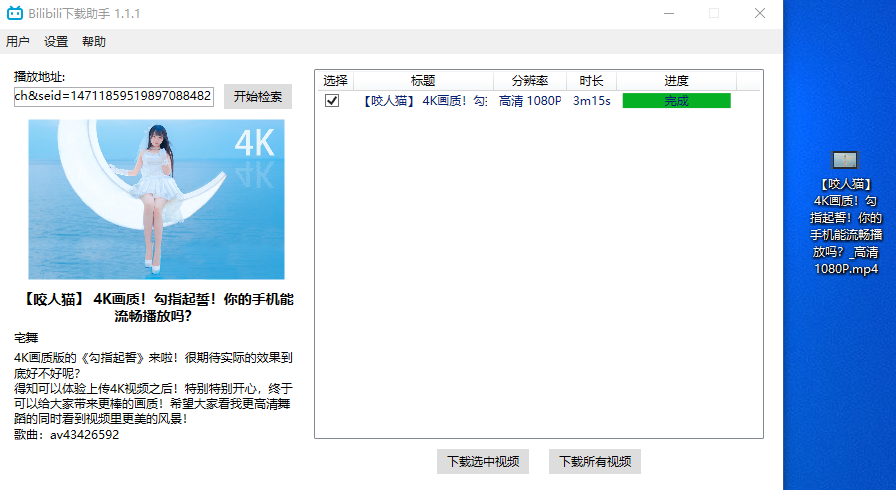 Bilibili下载助手 1.1.1
用户 设置 帮助
播放地址:
ch&seid=14711859519897088482 开始检索
4K
【咬人猫】 4K画质！勾指起誓！你的手机能
流畅播放吗？
宅舞
4K画质版的《勾指起誓》来啦！很期待实际的效果到
底好不好呢？
得知可以体验上传4K视频之后！特别特别开心，终于
可以给大家带来更棒的画质！希望大家看我更高清舞
蹈的同时看到视频里更美的风景！
歌曲：av43426592
选择 标题 分辨率 时长 进度
【咬人猫】 4K画质！勾 高清 1080P 3m15s 完成
下载选中视频 下载所有视频
【咬人猫】
4K画质！勾
指起誓！你的
手机能流畅播
放吗？_高清
1080P.mp4